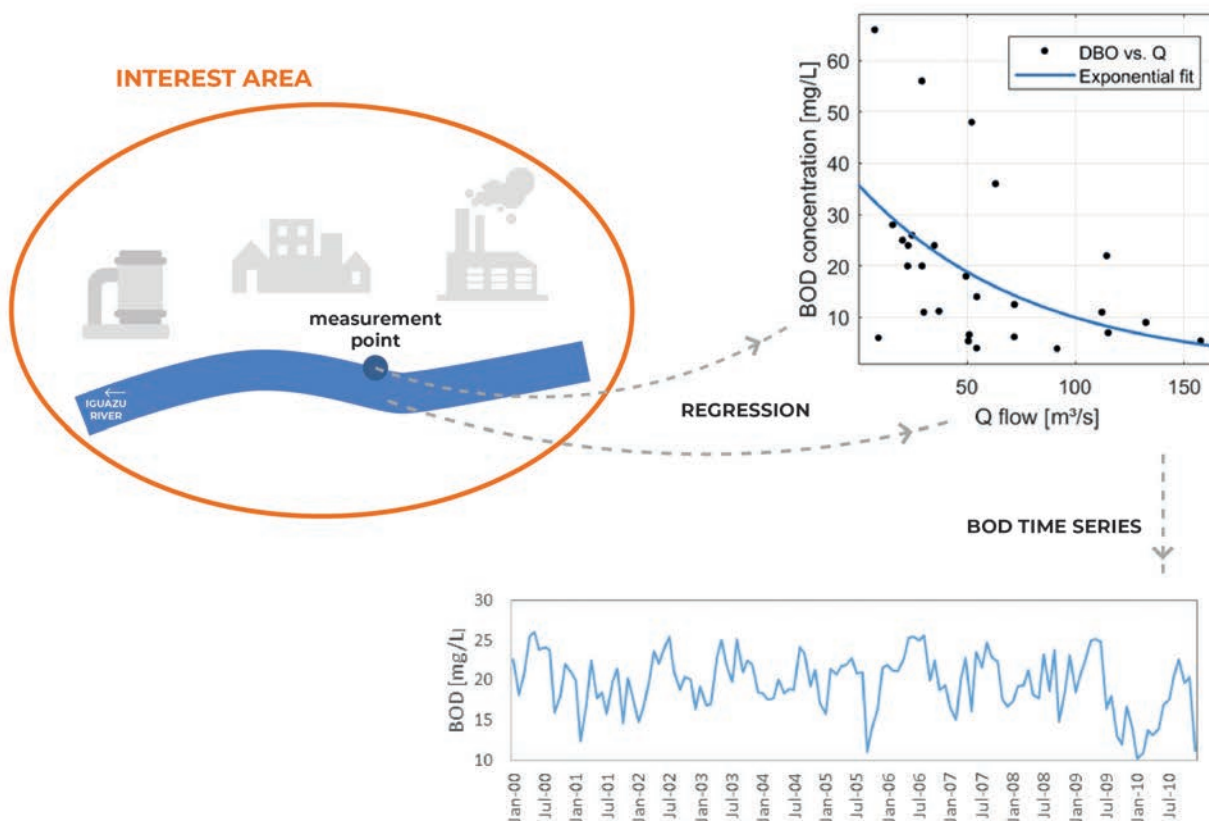 INTEREST AREA
measurement
point
IGUAZU
RIVER
REGRESSION
BOD concentration [mg/L]
60
50
40
30
20
10
DBO vs. Q
Exponential fit
50
100
150
Q flow [m³/s]
BOD TIME SERIES
BOD [mg/L]
30
25
20
15
10
Jan-00
Jul-00
Jan-01
Jul-01
Jan-02
Jul-02
Jan-03
Jul-03
Jan-04
Jul-04
Jan-05
Jul-05
Jan-06
Jul-06
Jan-07
Jul-07
Jan-08
Jul-08
Jan-09
Jul-09
Jan-10
Jul-10